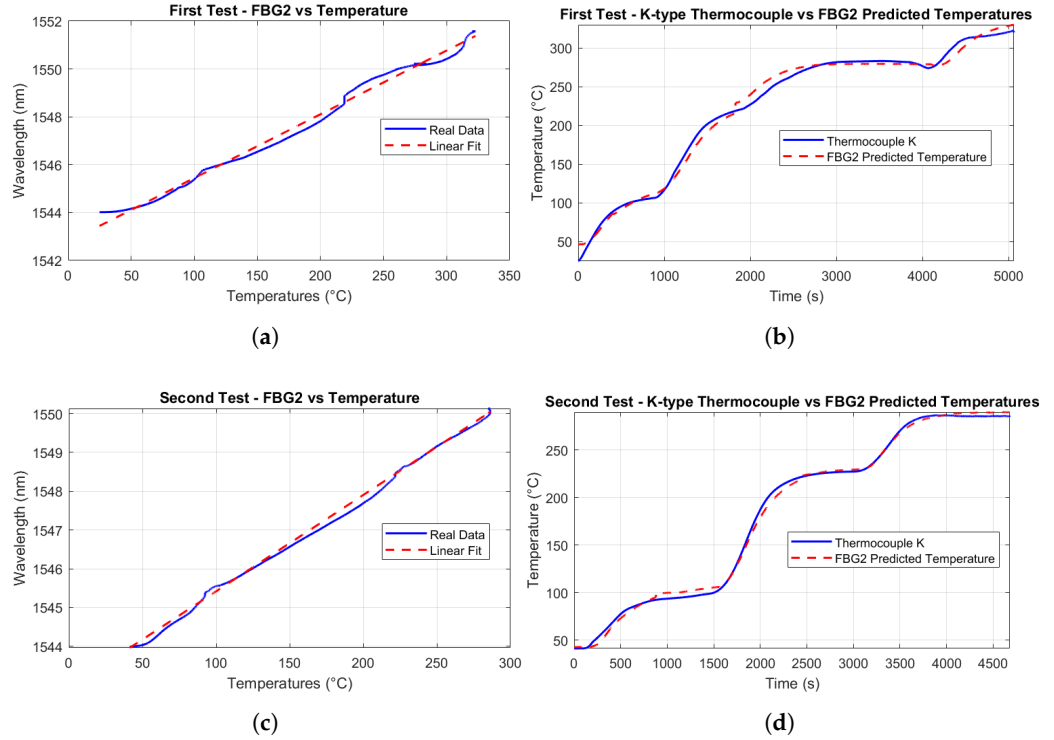 First Test - FBG2 vs Temperature
1552
1550
1548
1546
1544
1542
Wavelength (nm)
0 50 100 150 200 250 300 350
Temperatures (°C)
Real Data
Linear Fit
(a)
First Test - K-type Thermocouple vs FBG2 Predicted Temperatures
300
250
200
150
100
50
Temperature (°C)
0 1000 2000 3000 4000 5000
Time (s)
Thermocouple K
FBG2 Predicted Temperature
(b)
Second Test - FBG2 vs Temperature
1550
1549
1548
1547
1546
1545
1544
Wavelength (nm)
0 50 100 150 200 250 300
Temperatures (°C)
Real Data
Linear Fit
(c)
Second Test - K-type Thermocouple vs FBG2 Predicted Temperatures
250
200
150
100
50
Temperature (°C)
0 500 1000 1500 2000 2500 3000 3500 4000 4500
Time (s)
Thermocouple K
FBG2 Predicted Temperature
(d)